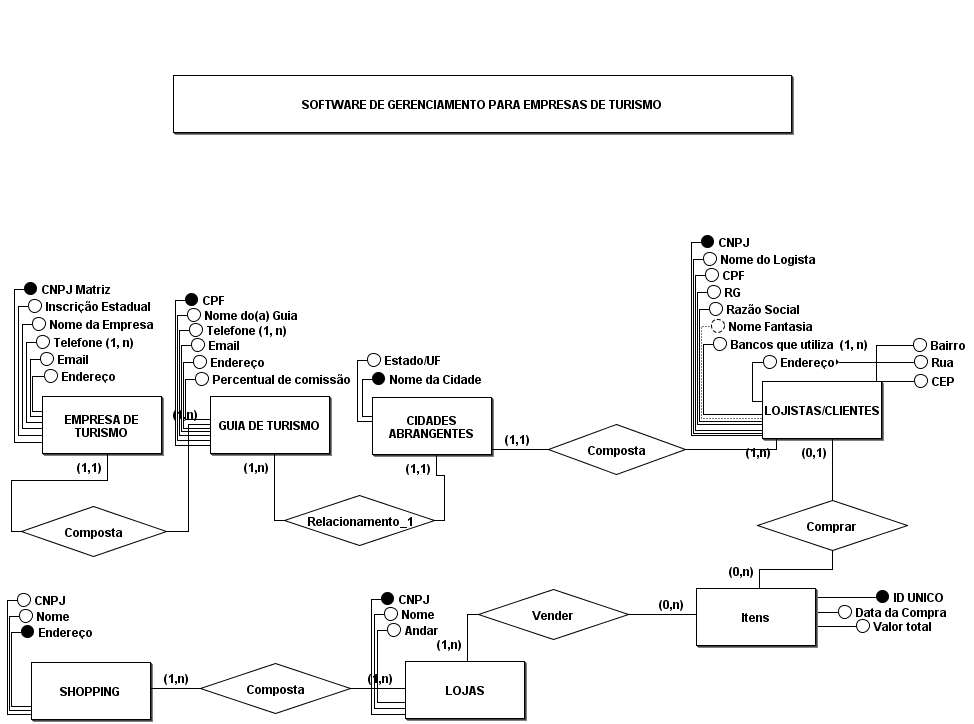 SOFTWARE DE GERENCIAMENTO PARA EMPRESAS DE TURISMO
CNPJ Matriz
Inscrição Estadual
Nome da Empresa
Telefone (1, n)
Email
Endereço
EMPRESA DE
TURISMO
(1,1)
Composta
(1,n)
CPF
Nome do(a) Guia
Telefone (1, n)
Email
Endereço
Percentual de comissão
GUIA DE TURISMO
(1,n)
Relacionamento_1
(1,1)
Estado/UF
Nome da Cidade
CIDADES
ABRANGENTES
(1,1)
Composta
(1,n)
CNPJ
Nome do Logista
CPF
RG
Razão Social
Nome Fantasia
Bancos que utiliza (1, n)
Endereço
Bairro
Rua
CEP
LOJISTAS/CLIENTES
(0,1)
Comprar
(0,n)
CNPJ
Nome
Endereço
SHOPPING
(1,n)
Composta
(1,n)
CNPJ
Nome
Andar
LOJAS
(1,n)
Vender
(0,n)
Itens
ID UNICO
Data da Compra
Valor total